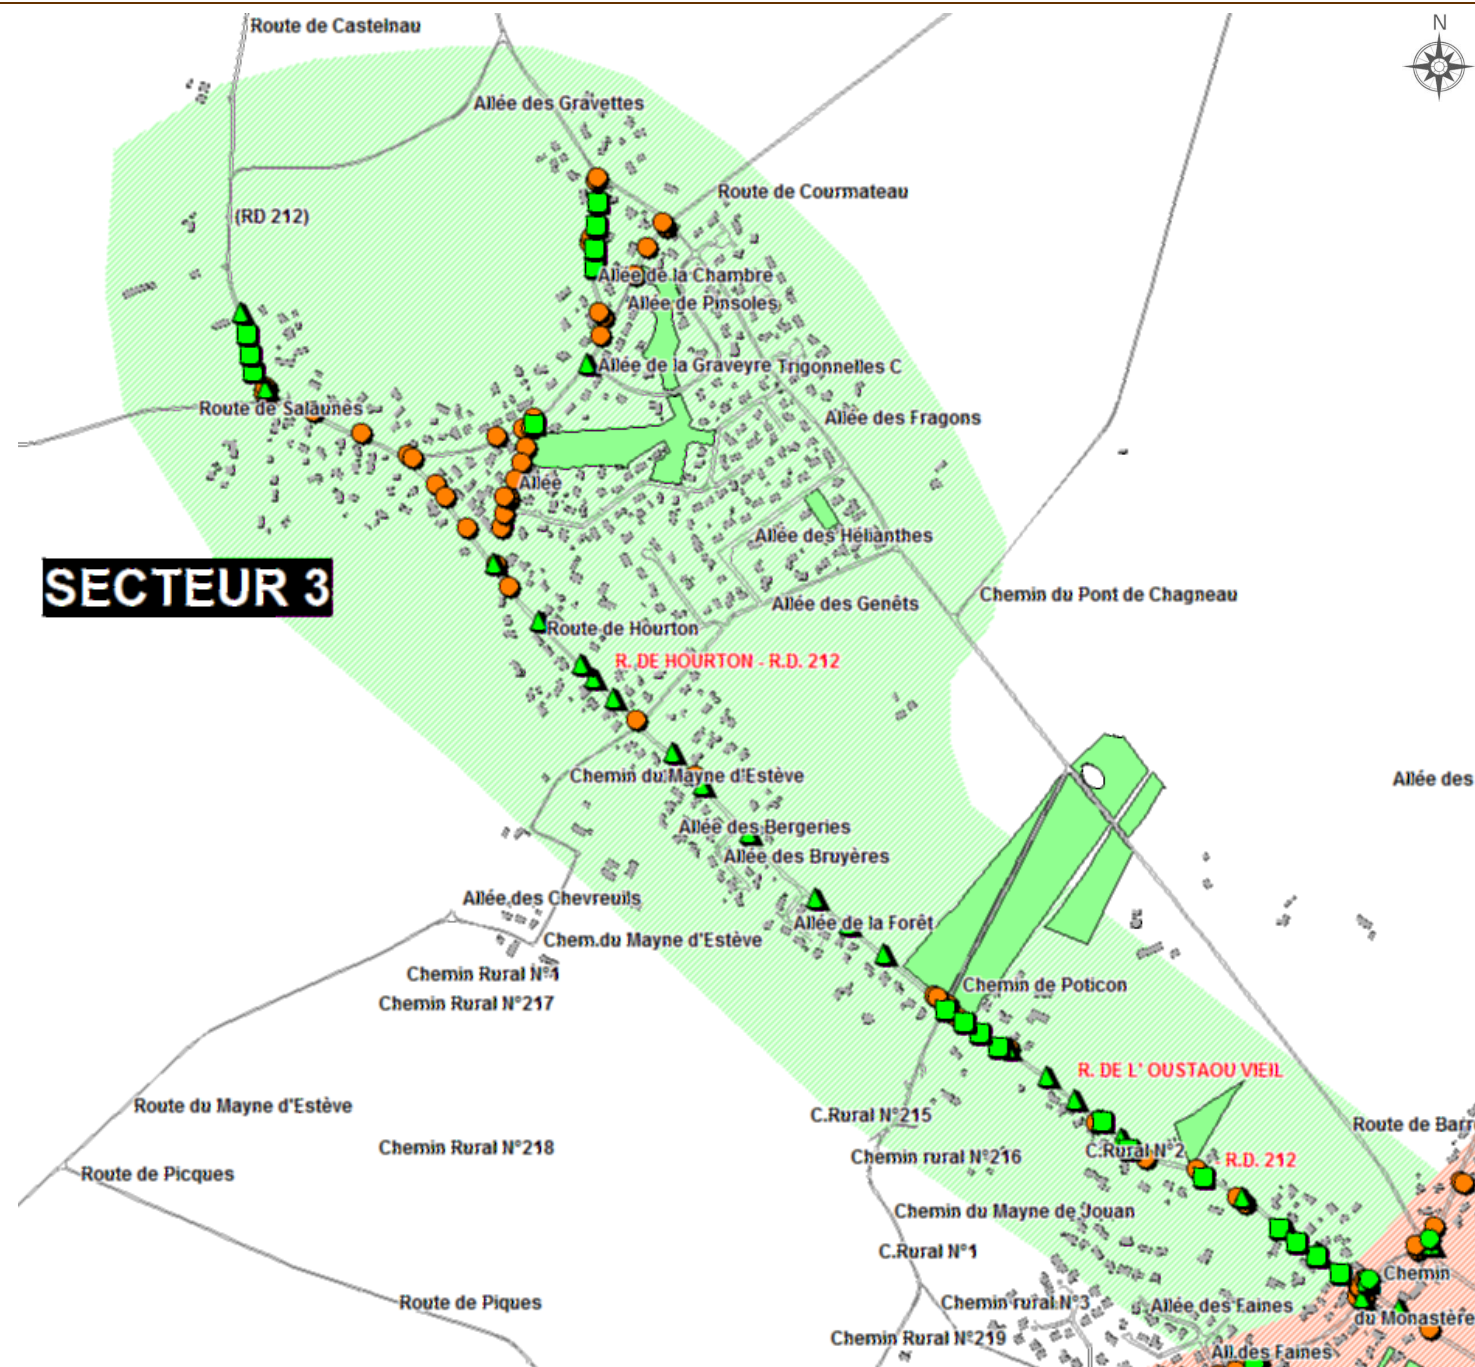 N
Route de Castelnau
Allée des Gravettes
Route de Courmateau
(RD 212)
Allée de la Chambre
Allée de Pinsoles
Allée de la Graveyre
Trigonnelles C
Route de Salaunes
Allée des Fragons
Allée
Allée des Hélianthes
SECTEUR 3
Chemin du Pont de Chagneau
Allée des Genêts
Route de Hourton
R. DE HOURTON - R.D. 212
Chemin du Mayne d'Estève
Allée des
Allée des Bergeries
Allée des Bruyères
Allée des Chevreuils
Allée de la Forêt
Chem.du Mayne d'Estève
Chemin Rural N°1
Chemin de Poticon
Chemin Rural N°217
R. DE L' OUSTAOU VIEIL
Route du Mayne d'Estève
C.Rural N°215
Route de Barr
Chemin Rural N°218
Chemin rural N°216
C.Rural N°2
- R.D. 212
Route de Picques
Chemin du Mayne de Jouan
C.Rural N°1
Chemin
Route de Piques
Chemin rural N°3
Allée des Faines
du Monastère
Chemin Rural N°219
All.des Faines